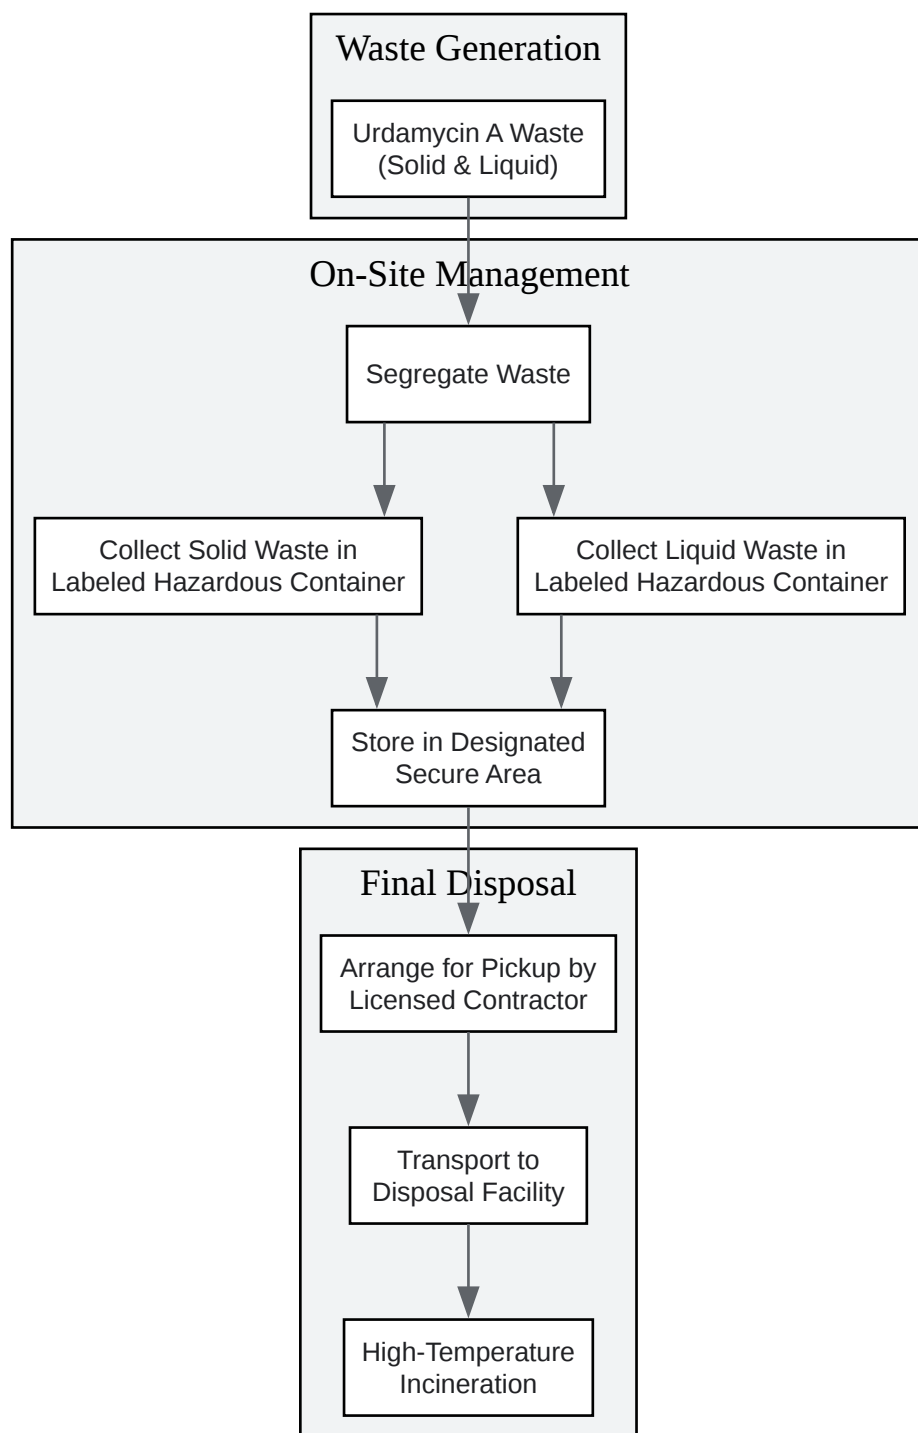 Waste Generation
Urdamycin A Waste
(Solid & Liquid)
On-Site Management
Segregate Waste
Collect Solid Waste in
Labeled Hazardous Container
Collect Liquid Waste in
Labeled Hazardous Container
Store in Designated
Secure Area
Final Disposal
Arrange for Pickup by
Licensed Contractor
Transport to
Disposal Facility
High-Temperature
Incineration